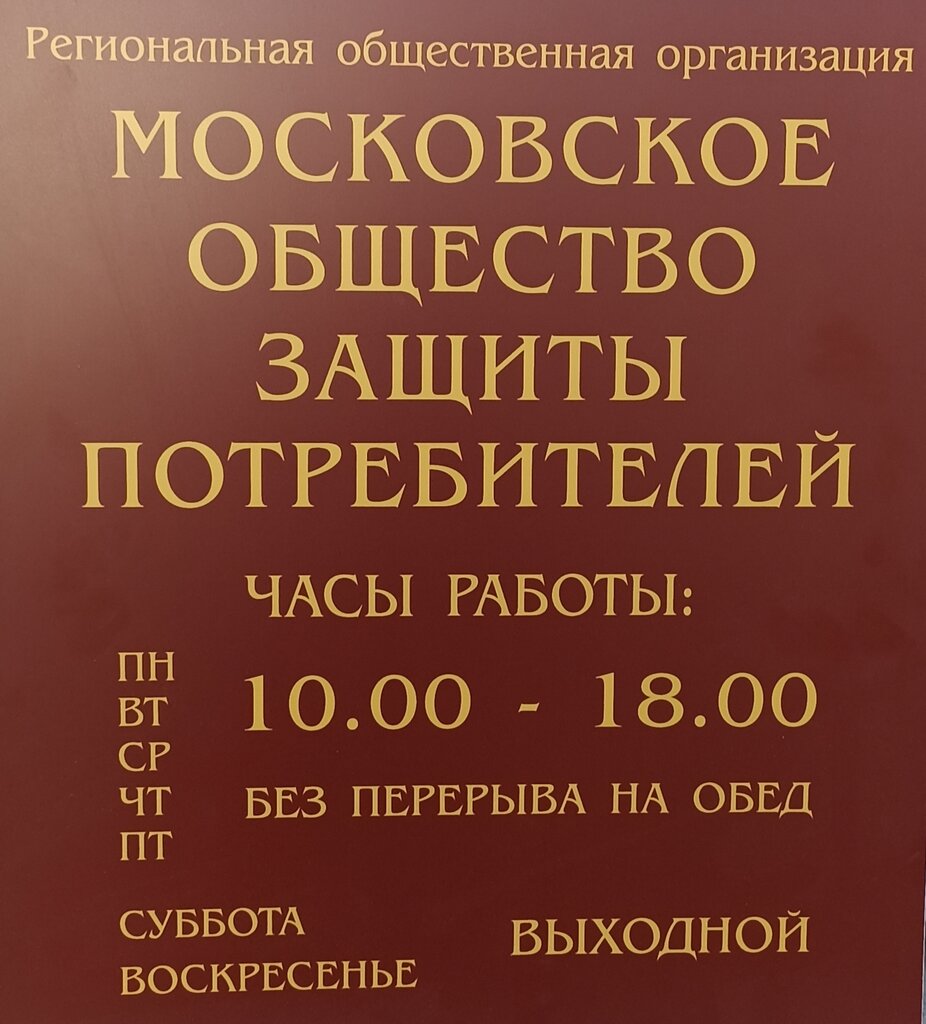 Региональная общественная организация
МОСКОВСКОЕ
ОБЩЕСТВО
ЗАЩИТЫ
ПОТРЕБИТЕЛЕЙ
ЧАСЫ РАБОТЫ:
ПН
ВТ
СР
ЧТ
ПТ
10.00 - 18.00
БЕЗ ПЕРЕРЫВА НА ОБЕД
СУББОТА
ВОСКРЕСЕНЬЕ
ВЫХОДНОЙ